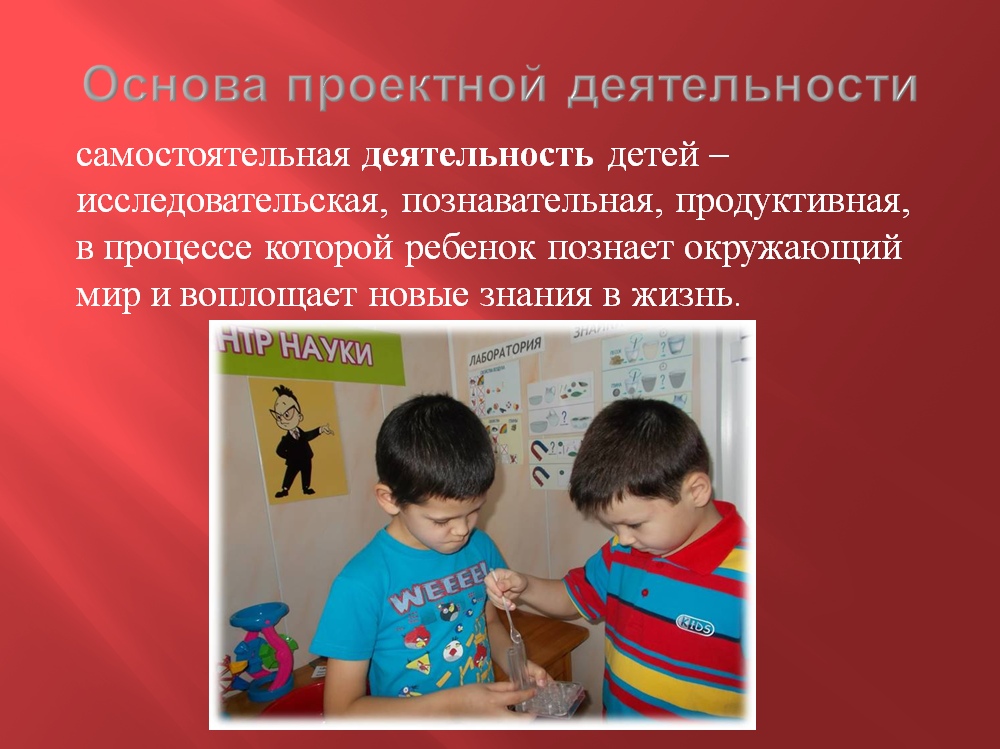 Основа проектной деятельности
самостоятельная деятельность детей –
исследовательская, познавательная, продуктивная,
в процессе которой ребенок познает окружающий
мир и воплощает новые знания в жизнь.
НТР НАУКИ
ЛАБОРАТОРИЯ
WEEEEE!
KIDS